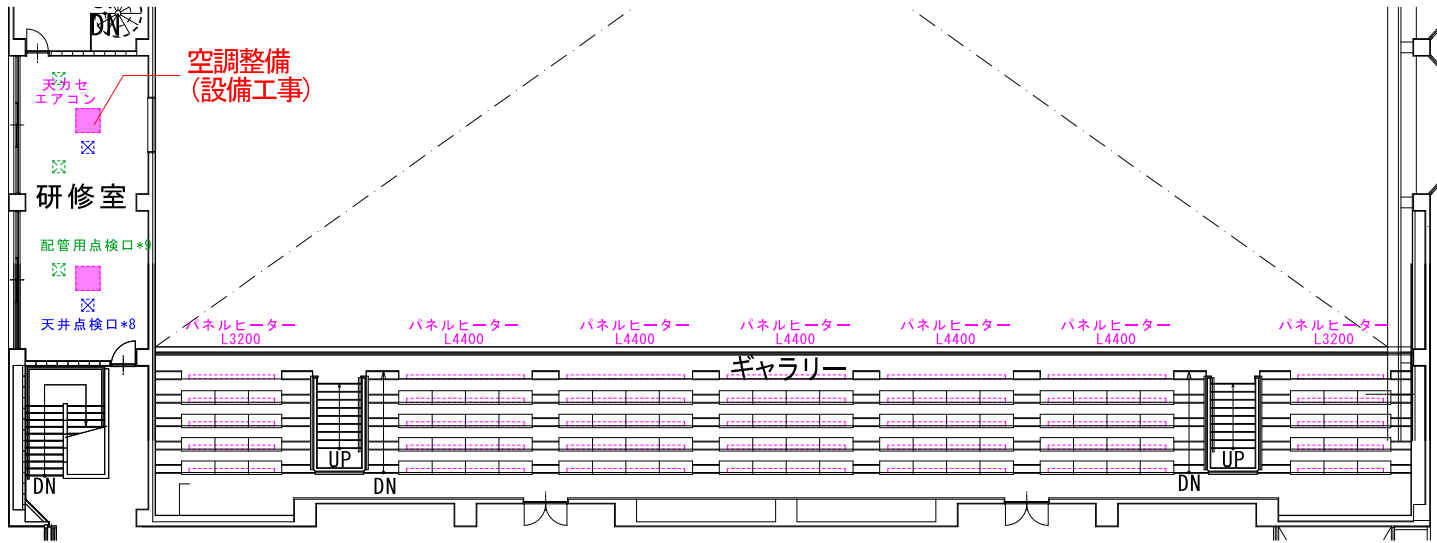 DN
空調整備
(設備工事)
天カセ
エアコン
研修室
配管用点検口*9
天井点検口*8
パネルヒーター
L3200
パネルヒーター
L4400
パネルヒーター
L4400
パネルヒーター
L4400
パネルヒーター
L4400
パネルヒーター
L4400
パネルヒーター
L3200
ギャラリー
UP
UP
DN
DN
DN